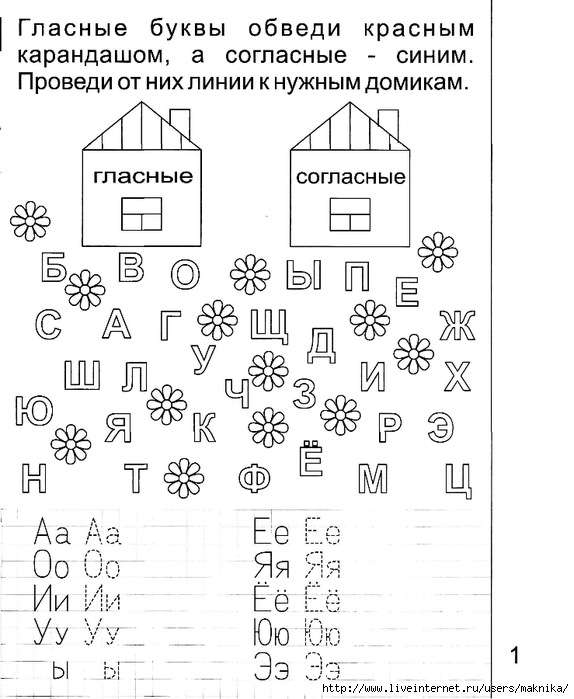 Гласные буквы обведи красным
карандашом, а согласные - синим.
Проведи от них линии к нужным домикам.
гласные согласные
Б В О Ы П Е
С А Г Щ Д Ж
У
Ш Л Ч З И Х
Ю Я К Р Э
Н Т Ф Ё М Ц
Аа Аа Ее Ее
Оо Оо Яя Яя
Ии Ии Ёё Ёё
Уу Уу Юю Юю
ы ы Ээ Ээ
1
http://www.liveinternet.ru/users/maknika/